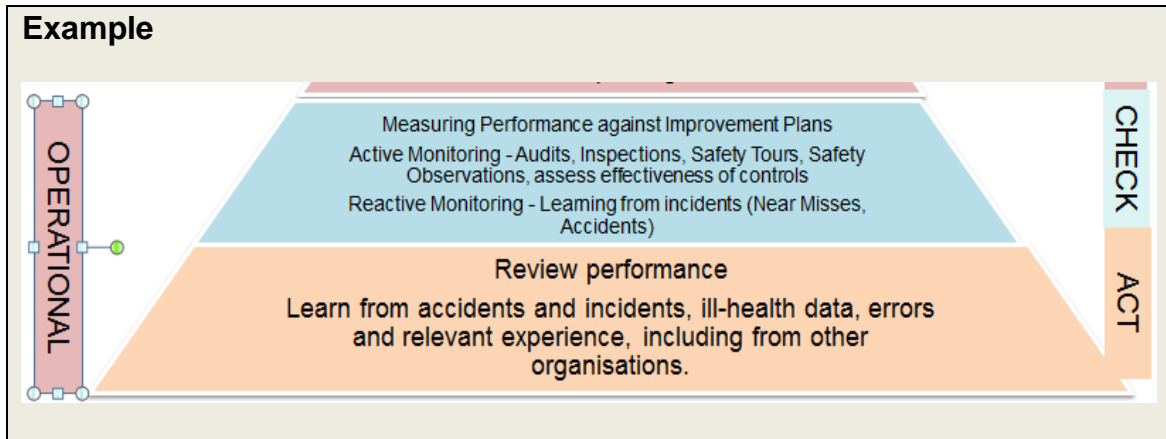 Example
OPERATIONAL
Measuring Performance against Improvement Plans
Active Monitoring - Audits, Inspections, Safety Tours, Safety
Observations, assess effectiveness of controls
Reactive Monitoring - Learning from incidents (Near Misses,
Accidents)
CHECK
Review performance
Learn from accidents and incidents, ill-health data, errors
and relevant experience, including from other
organisations.
ACT